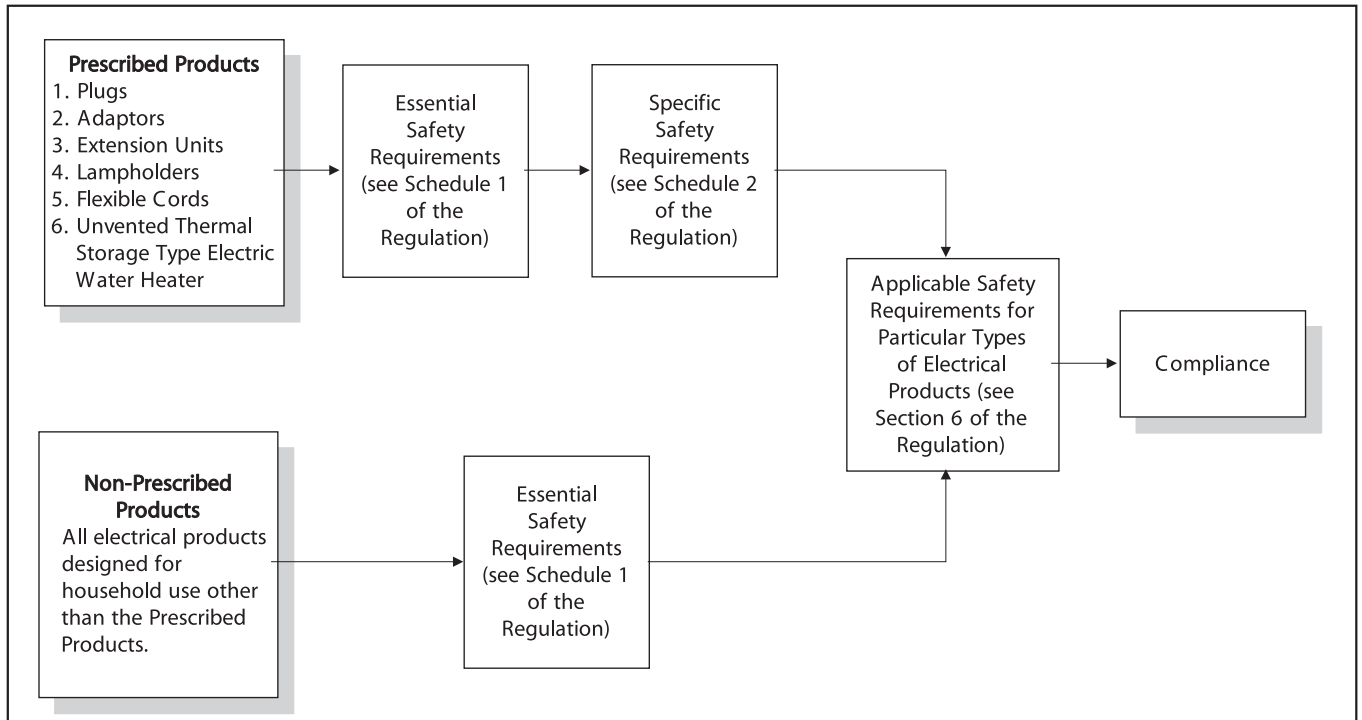 Prescribed Products
1. Plugs
2. Adaptors
3. Extension Units
4. Lampholders
5. Flexible Cords
6. Unvented Thermal
Storage Type Electric
Water Heater
Essential
Safety
Requirements
(see Schedule 1
of the
Regulation)
Specific
Safety
Requirements
(see Schedule 2
of the
Regulation)
Applicable Safety
Requirements for
Particular Types
of Electrical
Products (see
Section 6 of the
Regulation)
Compliance
Non-Prescribed
Products
All electrical products
designed for
household use other
than the Prescribed
Products.
Essential
Safety
Requirements
(see Schedule 1
of the
Regulation)